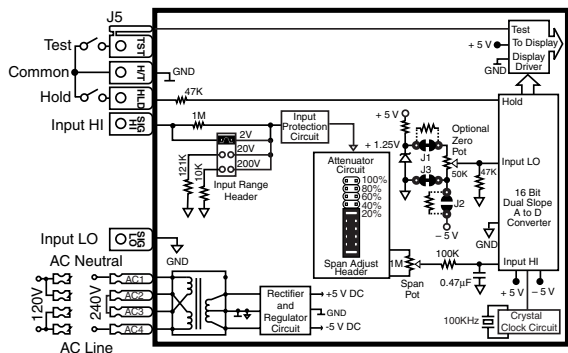 J5
Test
TST
Common
H/T
GND
Hold
HLD
47K
Input HI
SIG HI
1M
2V
20V
200V
121K
10K
Input Range
Header
Input
Protection
Circuit
Attenuator
Circuit
100%
80%
60%
40%
20%
Span Adjust
Header
+ 5 V
+ 1.25V
J1
J3
J2
Optional
Zero
Pot
50K
47K
– 5 V
Test
To Display
Display
Driver
+ 5 V
GND
Hold
Input LO
16 Bit
Dual Slope
A to D
Converter
GND
Input HI
+ 5 V
– 5 V
1M
Span
Pot
100K
0.47µF
100KHz
Crystal
Clock Circuit
Input LO
SIG LO
GND
AC Neutral
120V
240V
AC1
AC2
AC3
AC4
AC Line
Rectifier
and
Regulator
Circuit
+5 V DC
GND
-5 V DC